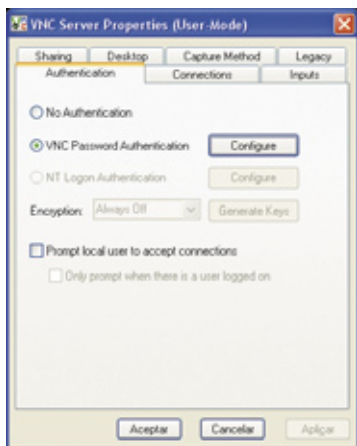 VNC Server Properties (User-Mode)
Sharing Desktop Capture Method Legacy
Authentication Connections Inputs
No Authentication
VNC Password Authentication Configure
NT Logon Authentication Configure
Encryption: Always Off Generate Keys
Prompt local user to accept connections
Only prompt when there is a user logged on
Aceptar Cancelar Aplicar